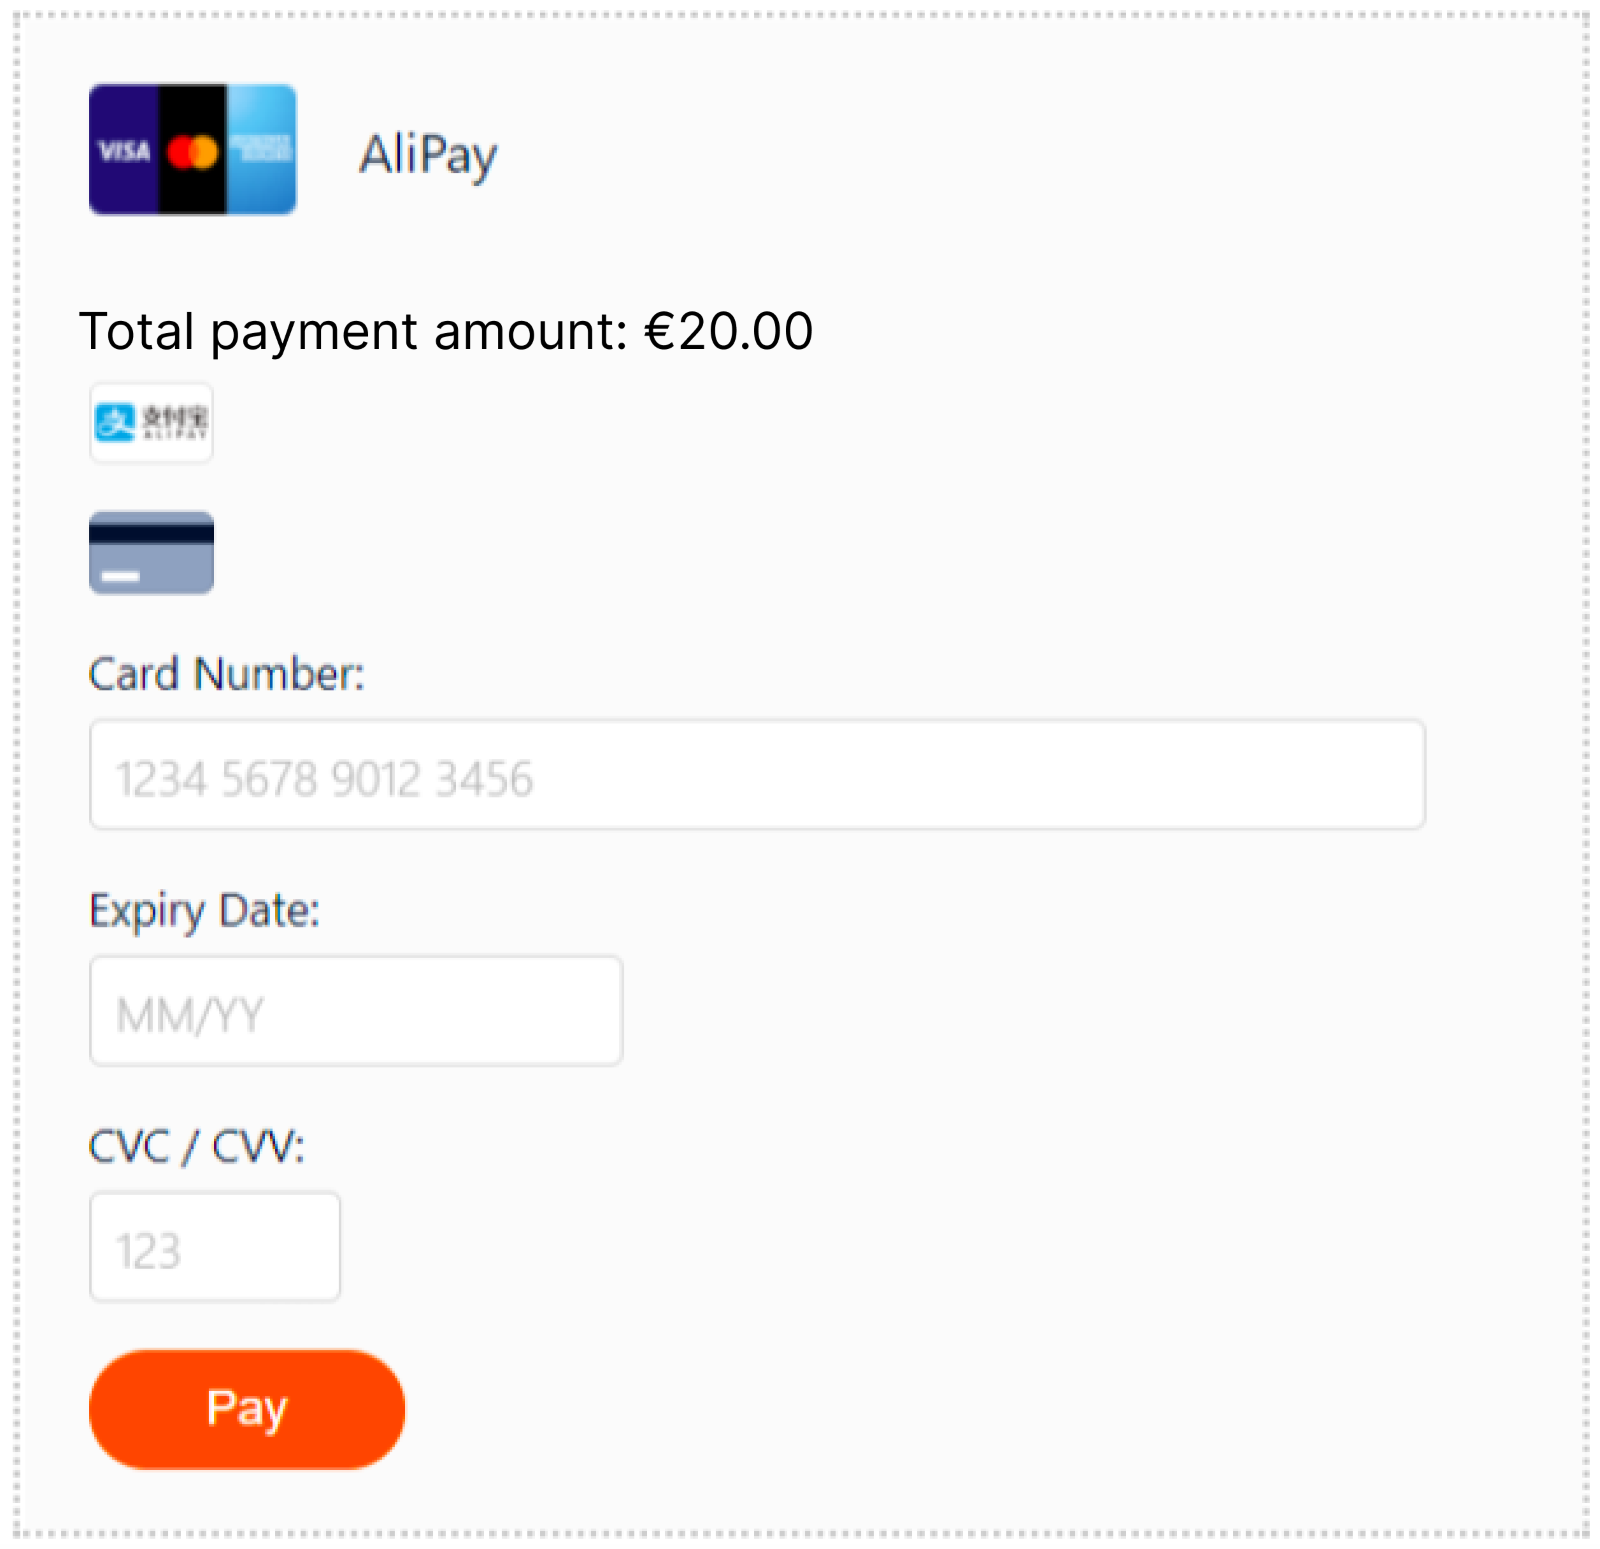 VISA AliPay
Total payment amount: €20.00
支 支付宝
ALIPAY
Card Number:
1234 5678 9012 3456
Expiry Date:
MM/YY
CVC / CVV:
123
Pay